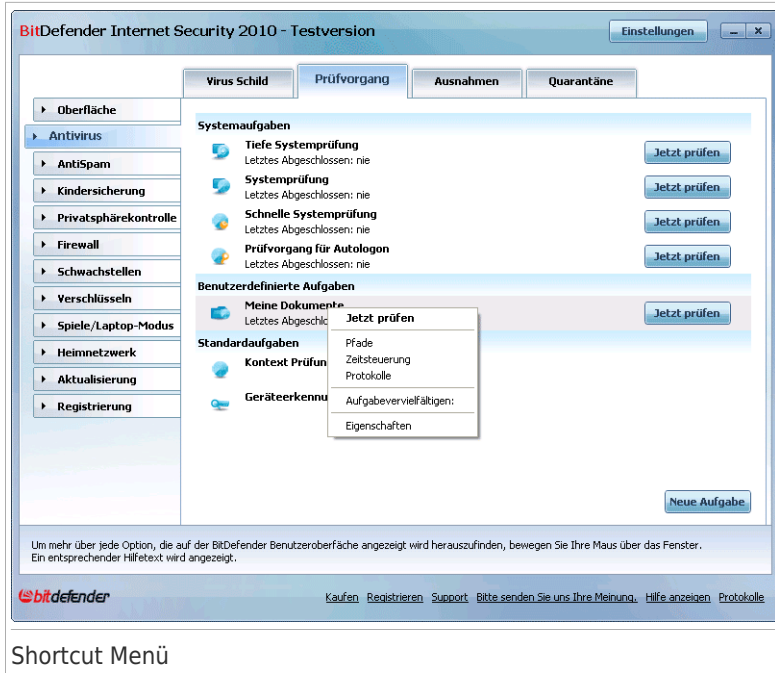 BitDefender Internet Security 2010 - Testversion
Einstellungen
Virus Schild
Prüfvorgang
Ausnahmen
Quarantäne
Oberfläche
Antivirus
AntiSpam
Kindersicherung
Privatsphärekontrolle
Firewall
Schwachstellen
Verschlüsseln
Spiele/Laptop-Modus
Heimnetzwerk
Aktualisierung
Registrierung
Systemaufgaben
Tiefe Systemprüfung
Letztes Abgeschlossen: nie
Jetzt prüfen
Systemprüfung
Letztes Abgeschlossen: nie
Jetzt prüfen
Schnelle Systemprüfung
Letztes Abgeschlossen: nie
Jetzt prüfen
Prüfvorgang für Autologon
Letztes Abgeschlossen: nie
Jetzt prüfen
Benutzerdefinierte Aufgaben
Meine Dokumente
Letztes Abgeschlo
Jetzt prüfen
Standardaufgaben
Kontext Prüfun
Geräteerkennu
Jetzt prüfen
Pfade
Zeitsteuerung
Protokolle
Aufgabevervielfältigen:
Eigenschaften
Neue Aufgabe
Um mehr über jede Option, die auf der BitDefender Benutzeroberfäche angezeigt wird herauszufinden, bewegen Sie Ihre Maus über das Fenster.
Ein entsprechender Hilfetext wird angezeigt.
bitdefender
Kaufen Registrieren Support Bitte senden Sie uns Ihre Meinung. Hilfe anzeigen Protokolle
Shortcut Menü